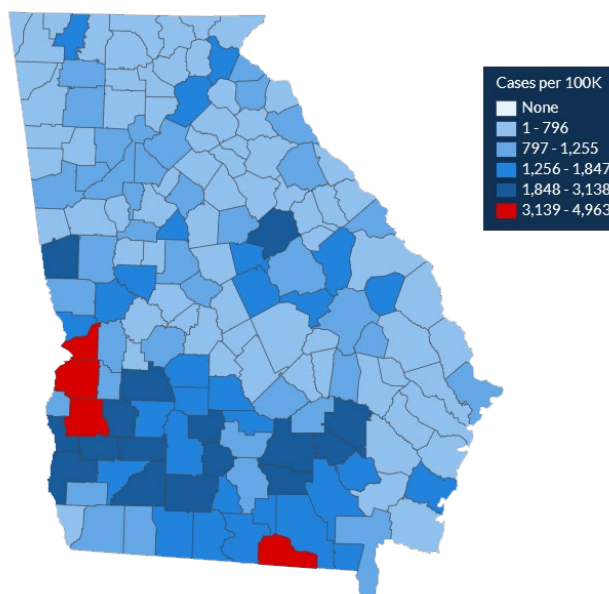 Cases per 100K
None
1 - 796
797 - 1,255
1,256 - 1,847
1,848 - 3,138
3,139 - 4,963